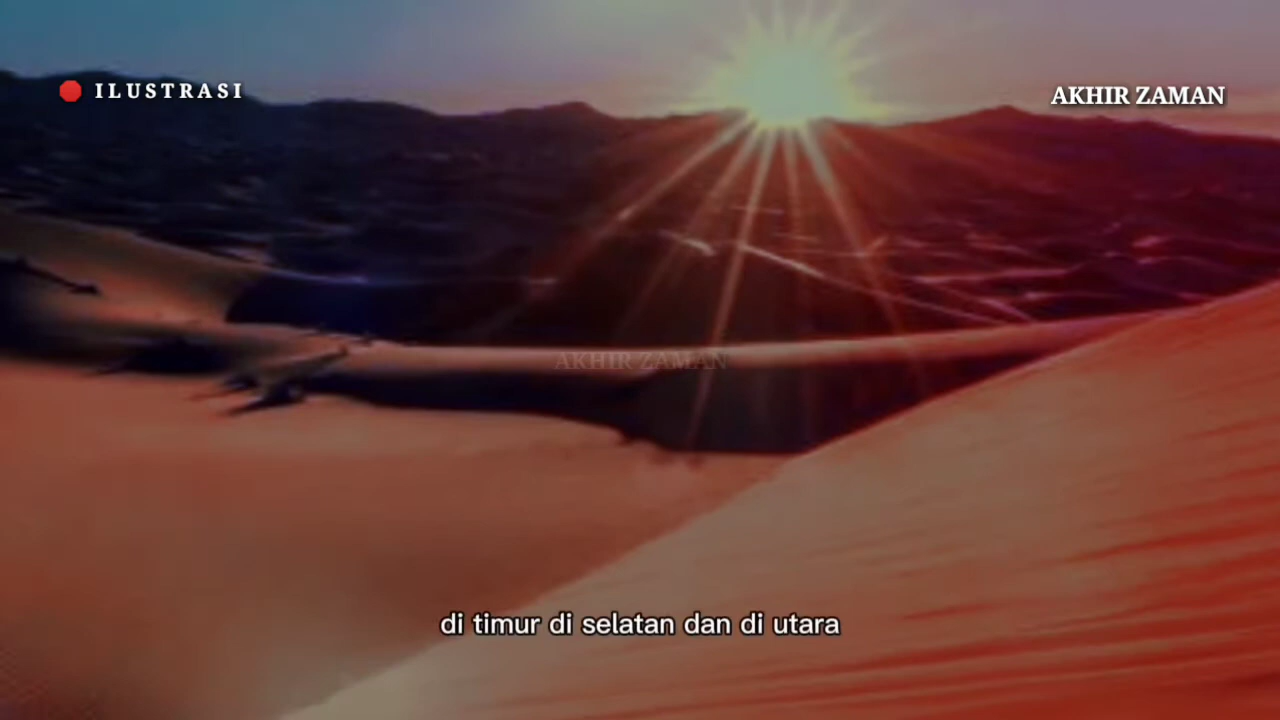 ILUSTRASI
AKHIR ZAMAN
AKHIR ZAMAN
di timur di selatan dan di utara